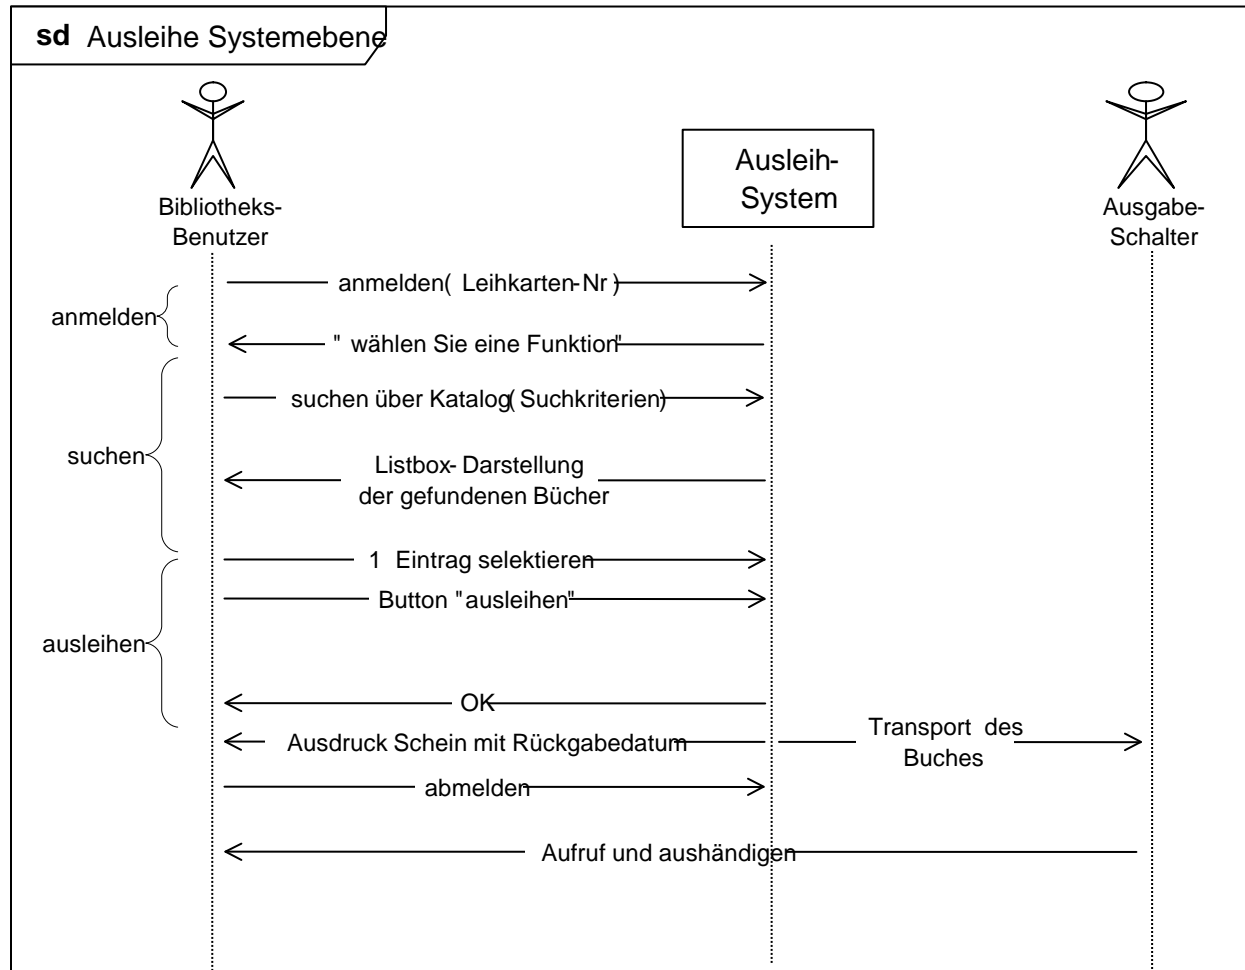 sd Ausleihe Systemebene
Bibliotheks-
Benutzer
Ausleih-
System
Ausgabe-
Schalter
anmelden( Leihkarten-Nr )
anmelden
" wählen Sie eine Funktion"
suchen über Katalog( Suchkriterien)
suchen
Listbox- Darstellung
der gefundenen Bücher
1 Eintrag selektieren
Button "ausleihen"
ausleihen
OK
Ausdruck Schein mit Rückgabedatum
Transport des
Buches
abmelden
Aufruf und aushändigen